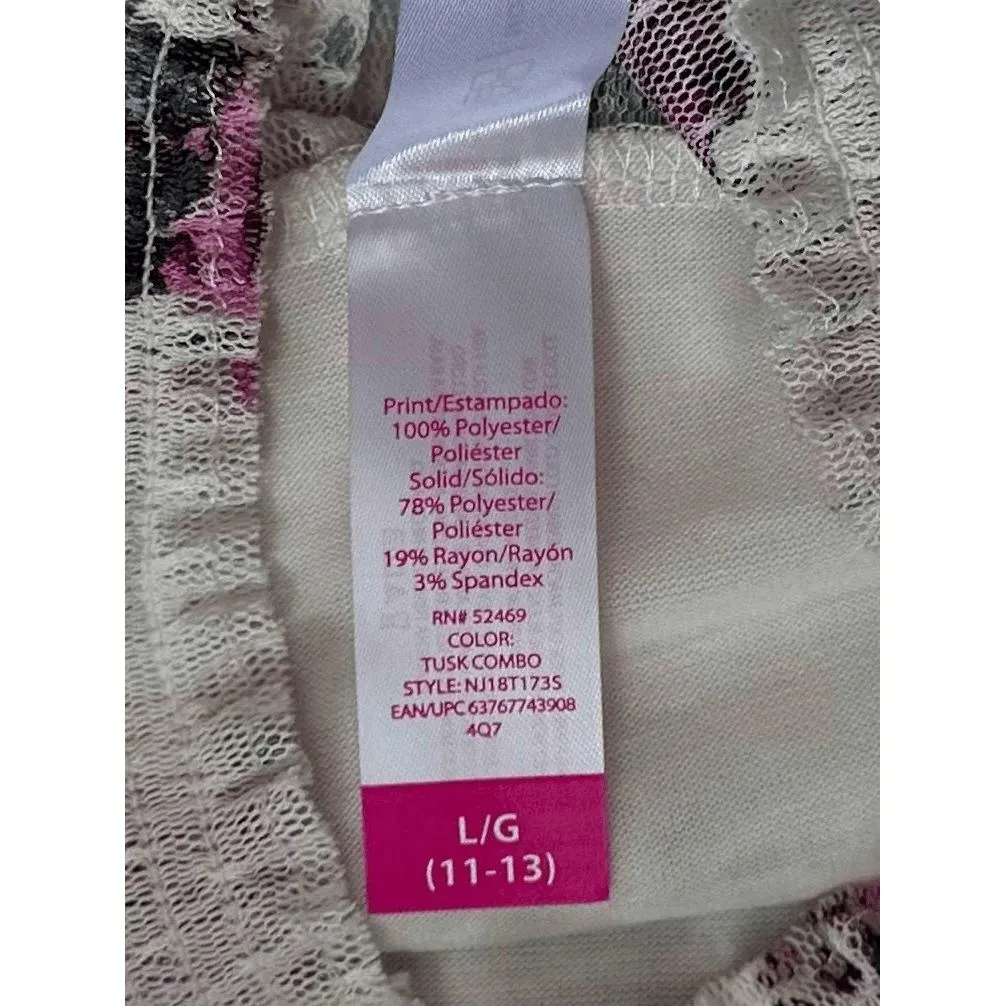 Print/Estampado:
100% Polyester/
Poliéster
Solid/Sólido:
78% Polyester/
Poliéster
19% Rayon/Rayón
3% Spandex
RN# 52469
COLOR:
TUSK COMBO
STYLE: NJ18T173S
EAN/UPC 63767743908
4Q7
L/G
(11-13)